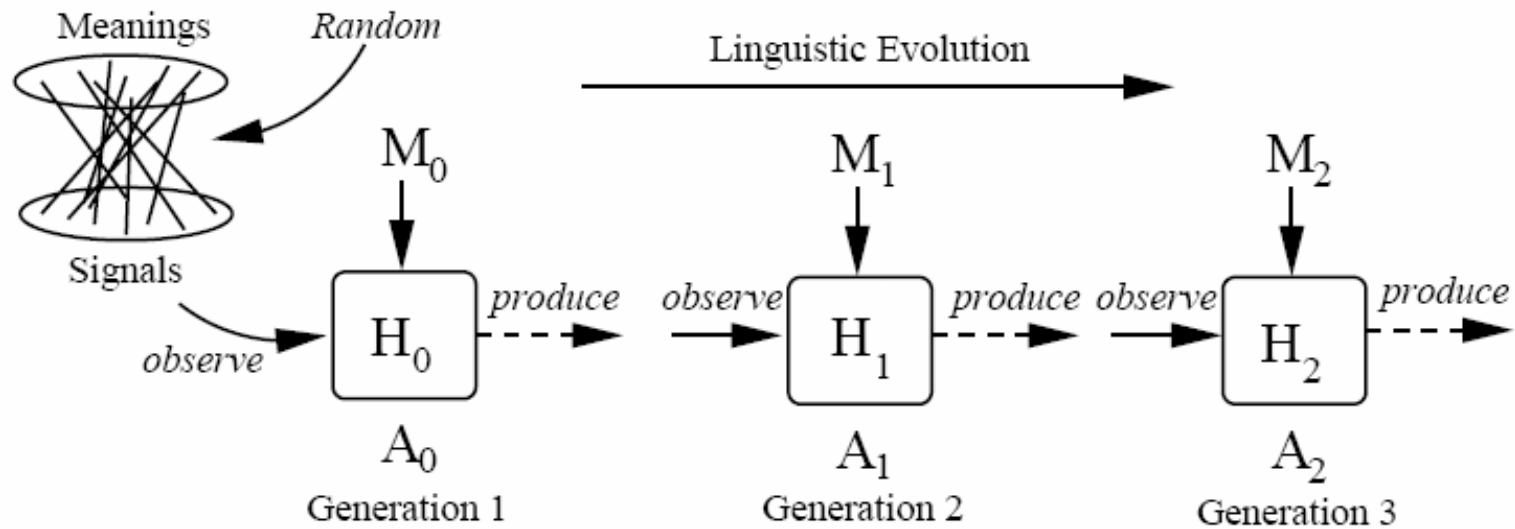 Meanings
Random
Linguistic Evolution
M₀
M₁
M₂
Signals
observe
H₀
produce
observe
H₁
produce
observe
H₂
produce
A₀
A₁
A₂
Generation 1
Generation 2
Generation 3